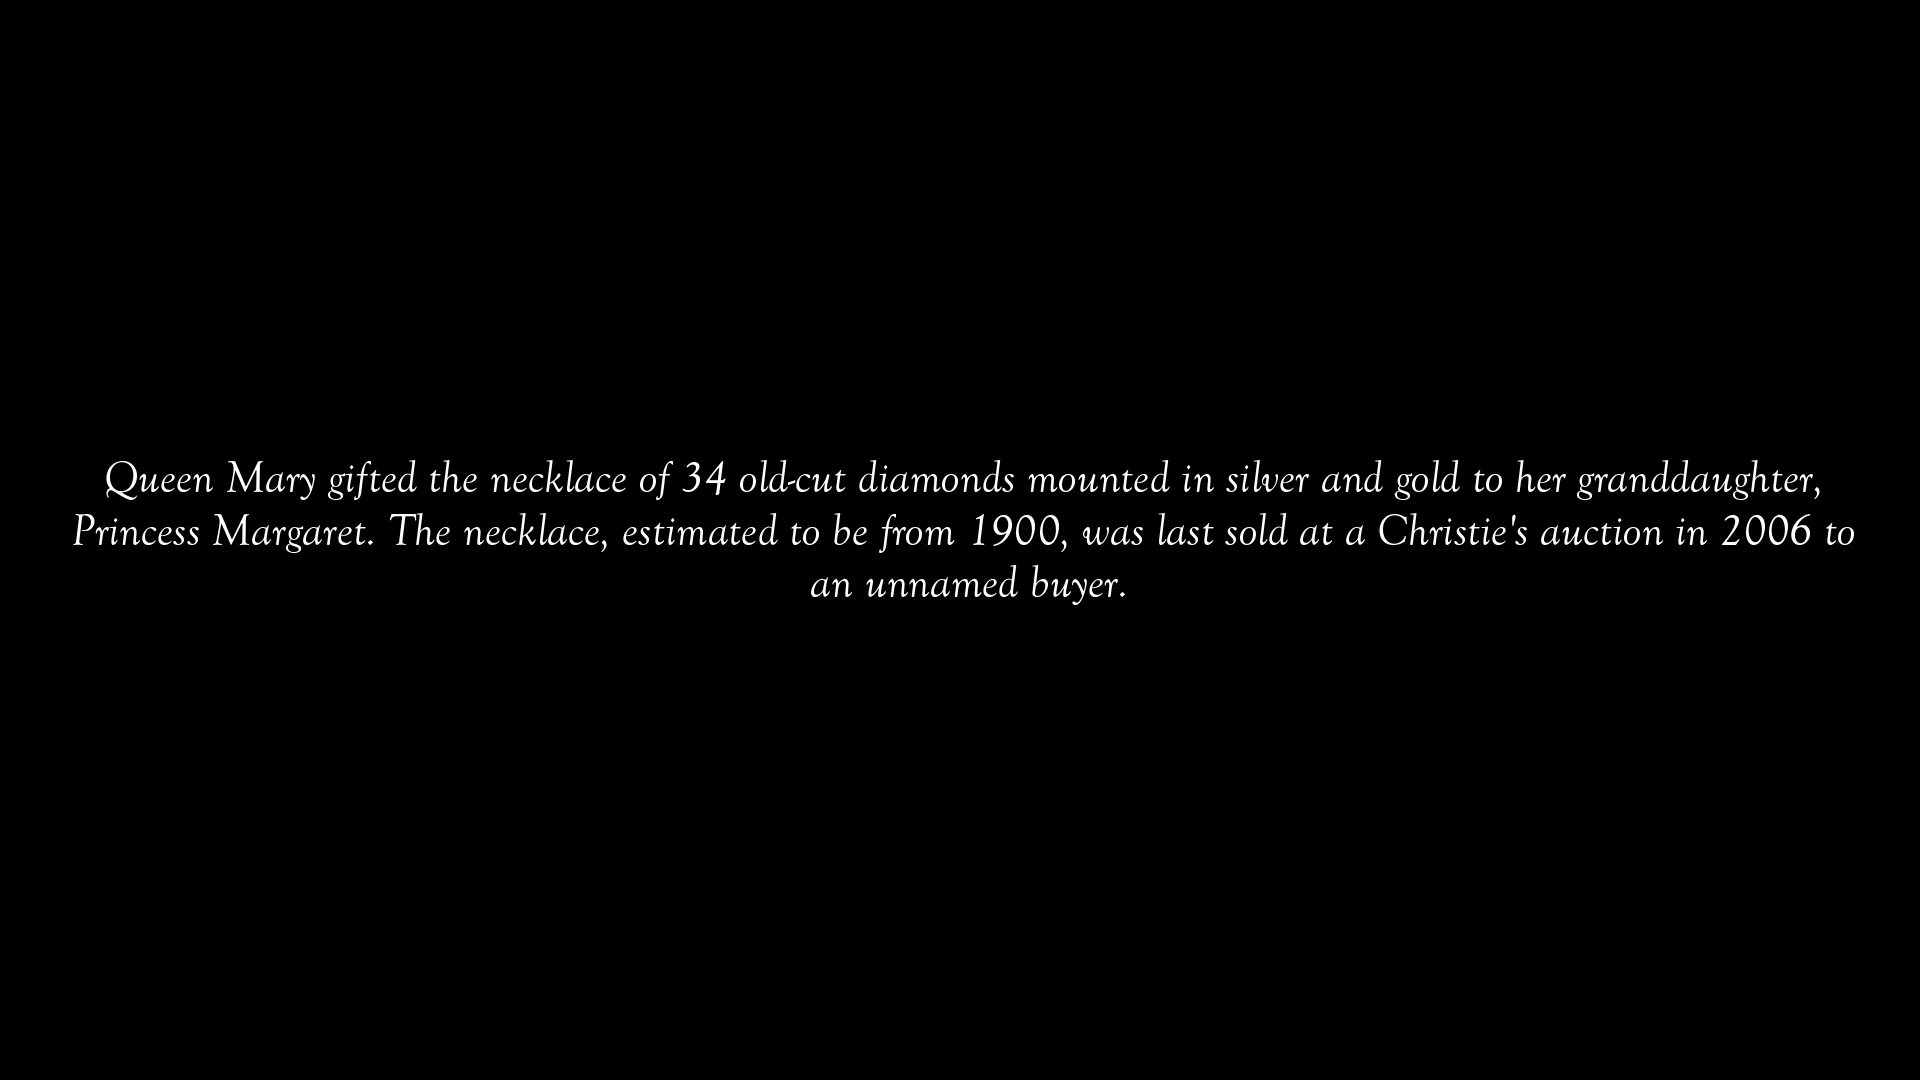 Queen Mary gifted the necklace of 34 old-cut diamonds mounted in silver and gold to her granddaughter,
Princess Margaret. The necklace, estimated to be from 1900, was last sold at a Christie's auction in 2006 to
an unnamed buyer.